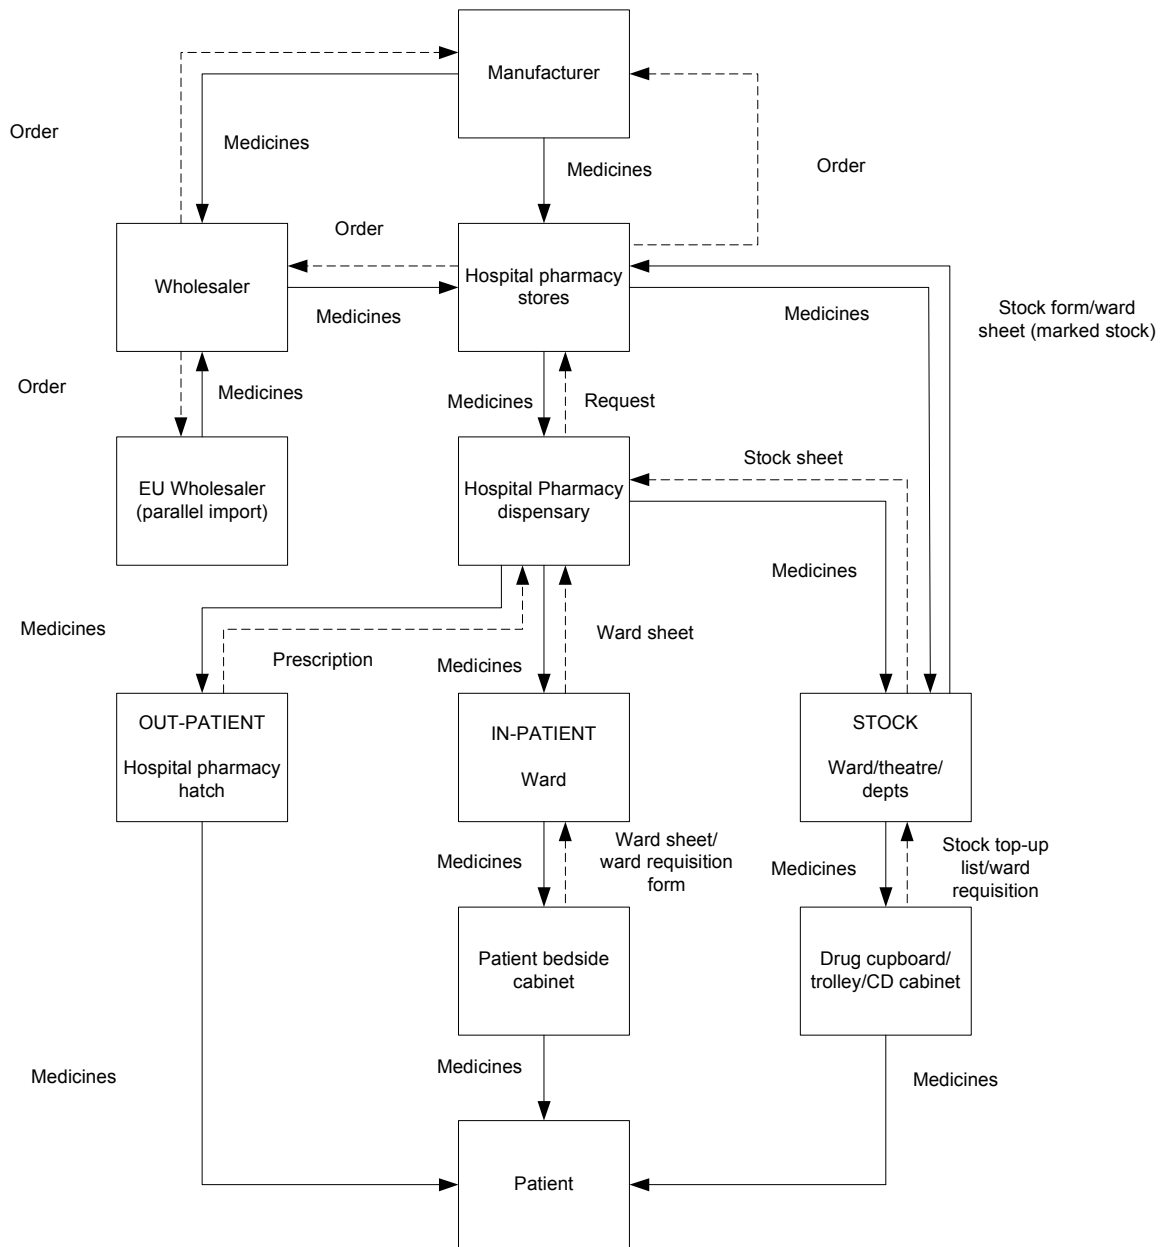 Manufacturer
Order
Medicines
Medicines
Order
Order
Wholesaler
Hospital pharmacy
stores
Medicines
Medicines
Stock form/ward
sheet (marked stock)
Order
Medicines
Medicines
Request
Stock sheet
EU Wholesaler
(parallel import)
Hospital Pharmacy
dispensary
Medicines
Medicines
Prescription
Medicines
Ward sheet
OUT-PATIENT
Hospital pharmacy
hatch
IN-PATIENT
Ward
STOCK
Ward/theatre/
depts
Medicines
Ward sheet/
ward requisition
form
Medicines
Stock top-up
list/ward
requisition
Patient bedside
cabinet
Drug cupboard/
trolley/CD cabinet
Medicines
Medicines
Medicines
Patient